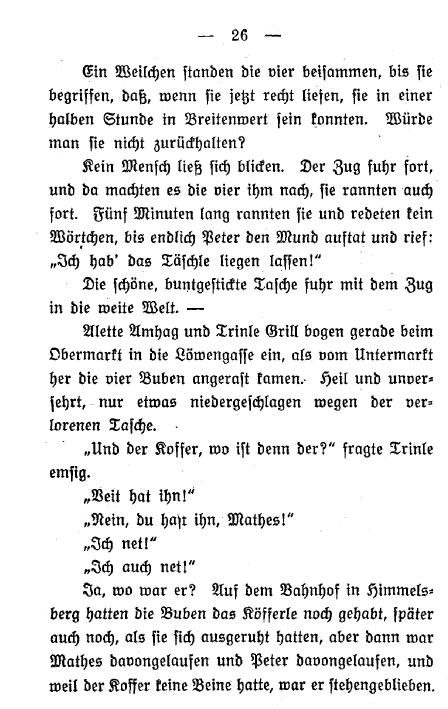 — 26 —
Ein Weilchen standen die vier beisammen, bis sie
begriffen, daß, wenn sie jetzt recht liefen, sie in einer
halben Stunde in Breitenwert sein konnten. Würde
man sie nicht zurückhalten?
Kein Mensch ließ sich blicken. Der Zug fuhr fort,
und da machten es die vier ihm nach, sie rannten auch
fort. Fünf Minuten lang rannten sie und redeten kein
Wörtchen, bis endlich Peter den Mund auftat und rief:
„Ich hab' das Täschle liegen lassen!"
Die schöne, buntgestickte Tasche fuhr mit dem Zug
in die weite Welt. —
Alette Amhag und Trinle Grill bogen gerade beim
Obermarkt in die Löwengasse ein, als vom Untermarkt
her die vier Buben angerast kamen. Heil und unver-
sehrt, nur etwas niedergeschlagen wegen der ver-
lorenen Tasche.
„Und der Koffer, wo ist denn der?" fragte Trinle
emsig.
„Veit hat ihn!"
„Nein, du hast ihn, Mathes!"
„Ich net!"
„Ich auch net!"
Ja, wo war er? Auf dem Bahnhof in Himmels-
berg hatten die Buben das Köfferle noch gehabt, später
auch noch, als sie sich ausgeruht hatten, aber dann war
Mathes davongelaufen und Peter davongelaufen, und
weil der Koffer keine Beine hatte, war er stehengeblieben.